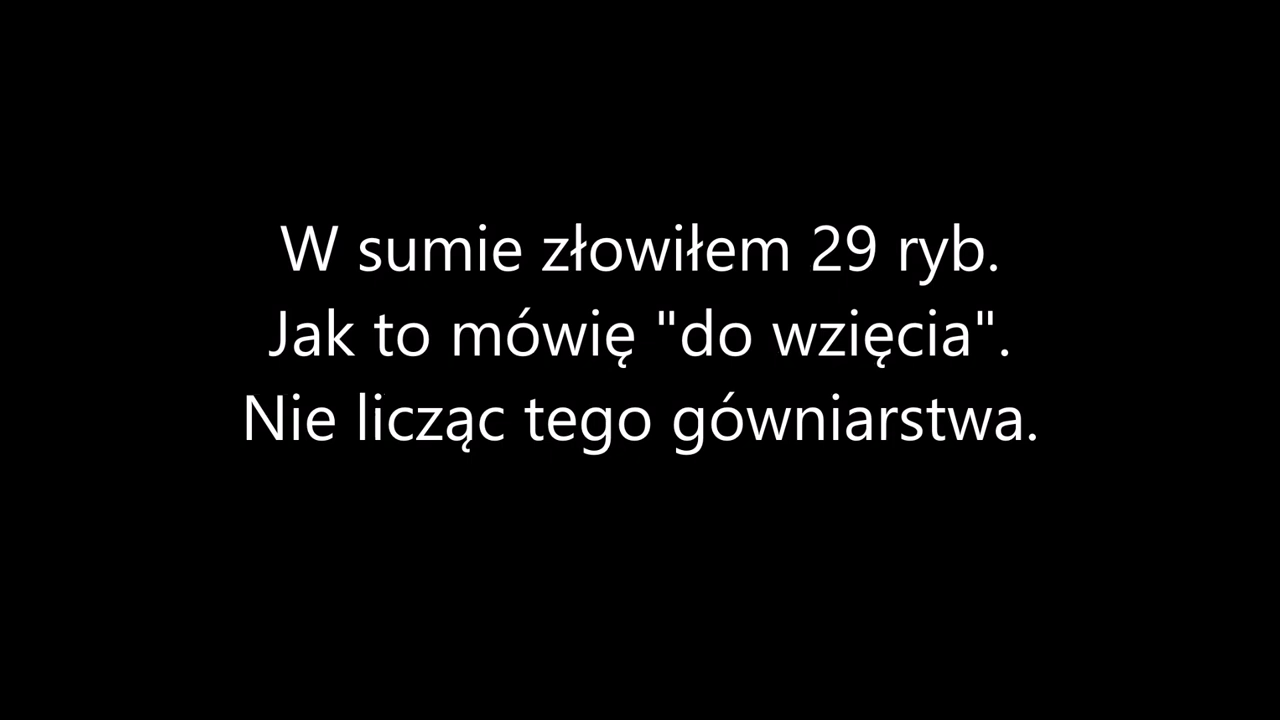 W sumie złowiłem 29 ryb.
Jak to mówię "do wzięcia".
Nie licząc tego gówniarstwa.